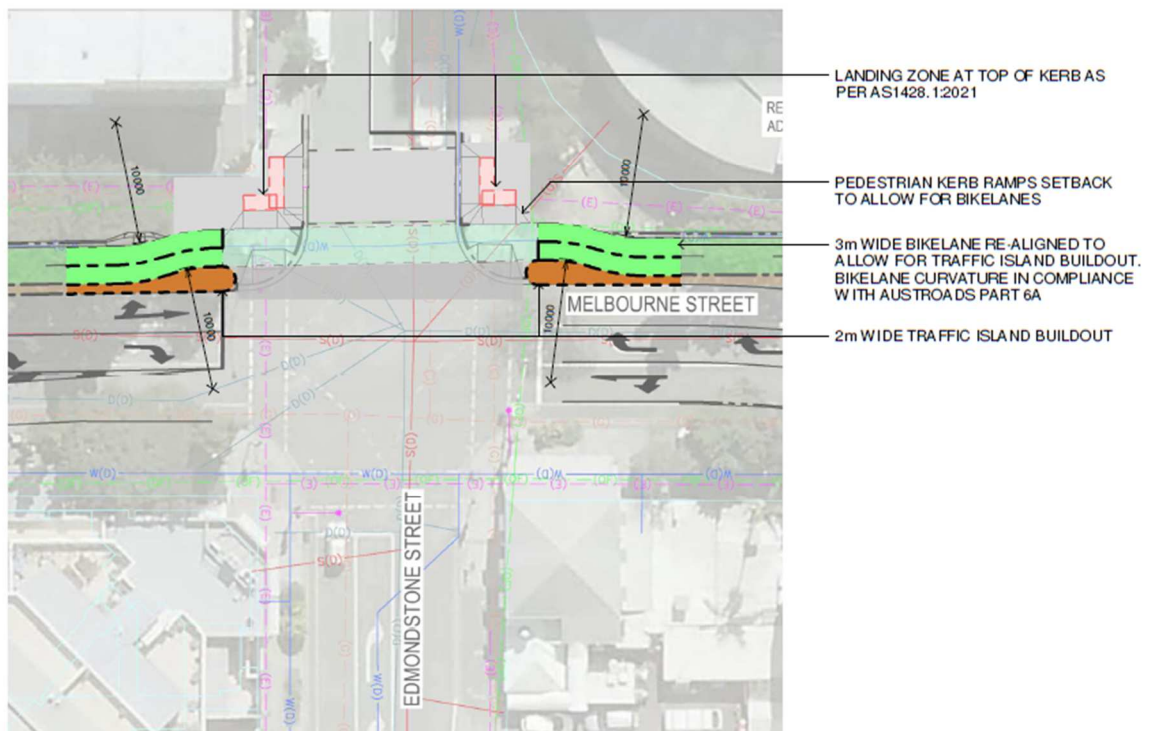 LANDING ZONE AT TOP OF KERB AS
PER AS1428.1:2021
RE
AD
PEDESTRIAN KERB RAMPS SETBACK
TO ALLOW FOR BIKELANES
3m WIDE BIKELANE RE-ALIGNED TO
ALLOW FOR TRAFFIC ISLAND BUILDOUT.
BIKELANE CURVATURE IN COMPLIANCE
WITH AUSTROADS PART 6A
2m WIDE TRAFFIC ISLAND BUILDOUT
10000
10000
10000
10000
MELBOURNE STREET
EDMONDSTONE STREET
W(D)
W(D)
W(D)
W(D)
W(D)
W(D)
W(D)
W(D)
S(D)
S(D)
S(D)
S(D)
S(D)
S(D)
D(D)
D(D)
D(D)
D(D)
(E)
(E)
(E)
(E)
(E)
(E)